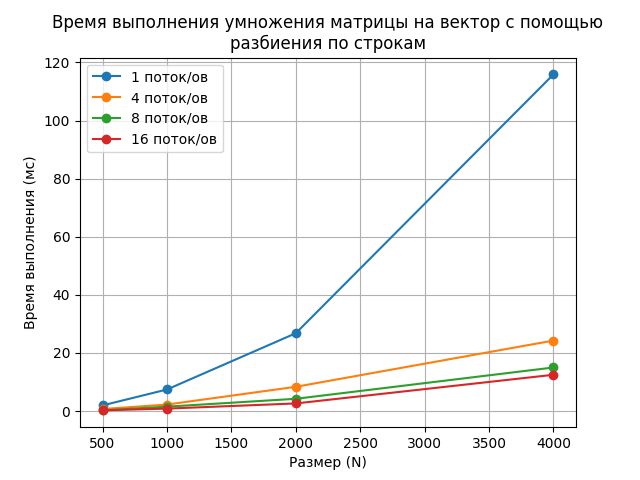 Время выполнения умножения матрицы на вектор с помощью
разбиения по строкам
120
100
80
60
40
20
0
Время выполнения (мс)
1 поток/ов
4 поток/ов
8 поток/ов
16 поток/ов
500 1000 1500 2000 2500 3000 3500 4000
Размер (N)